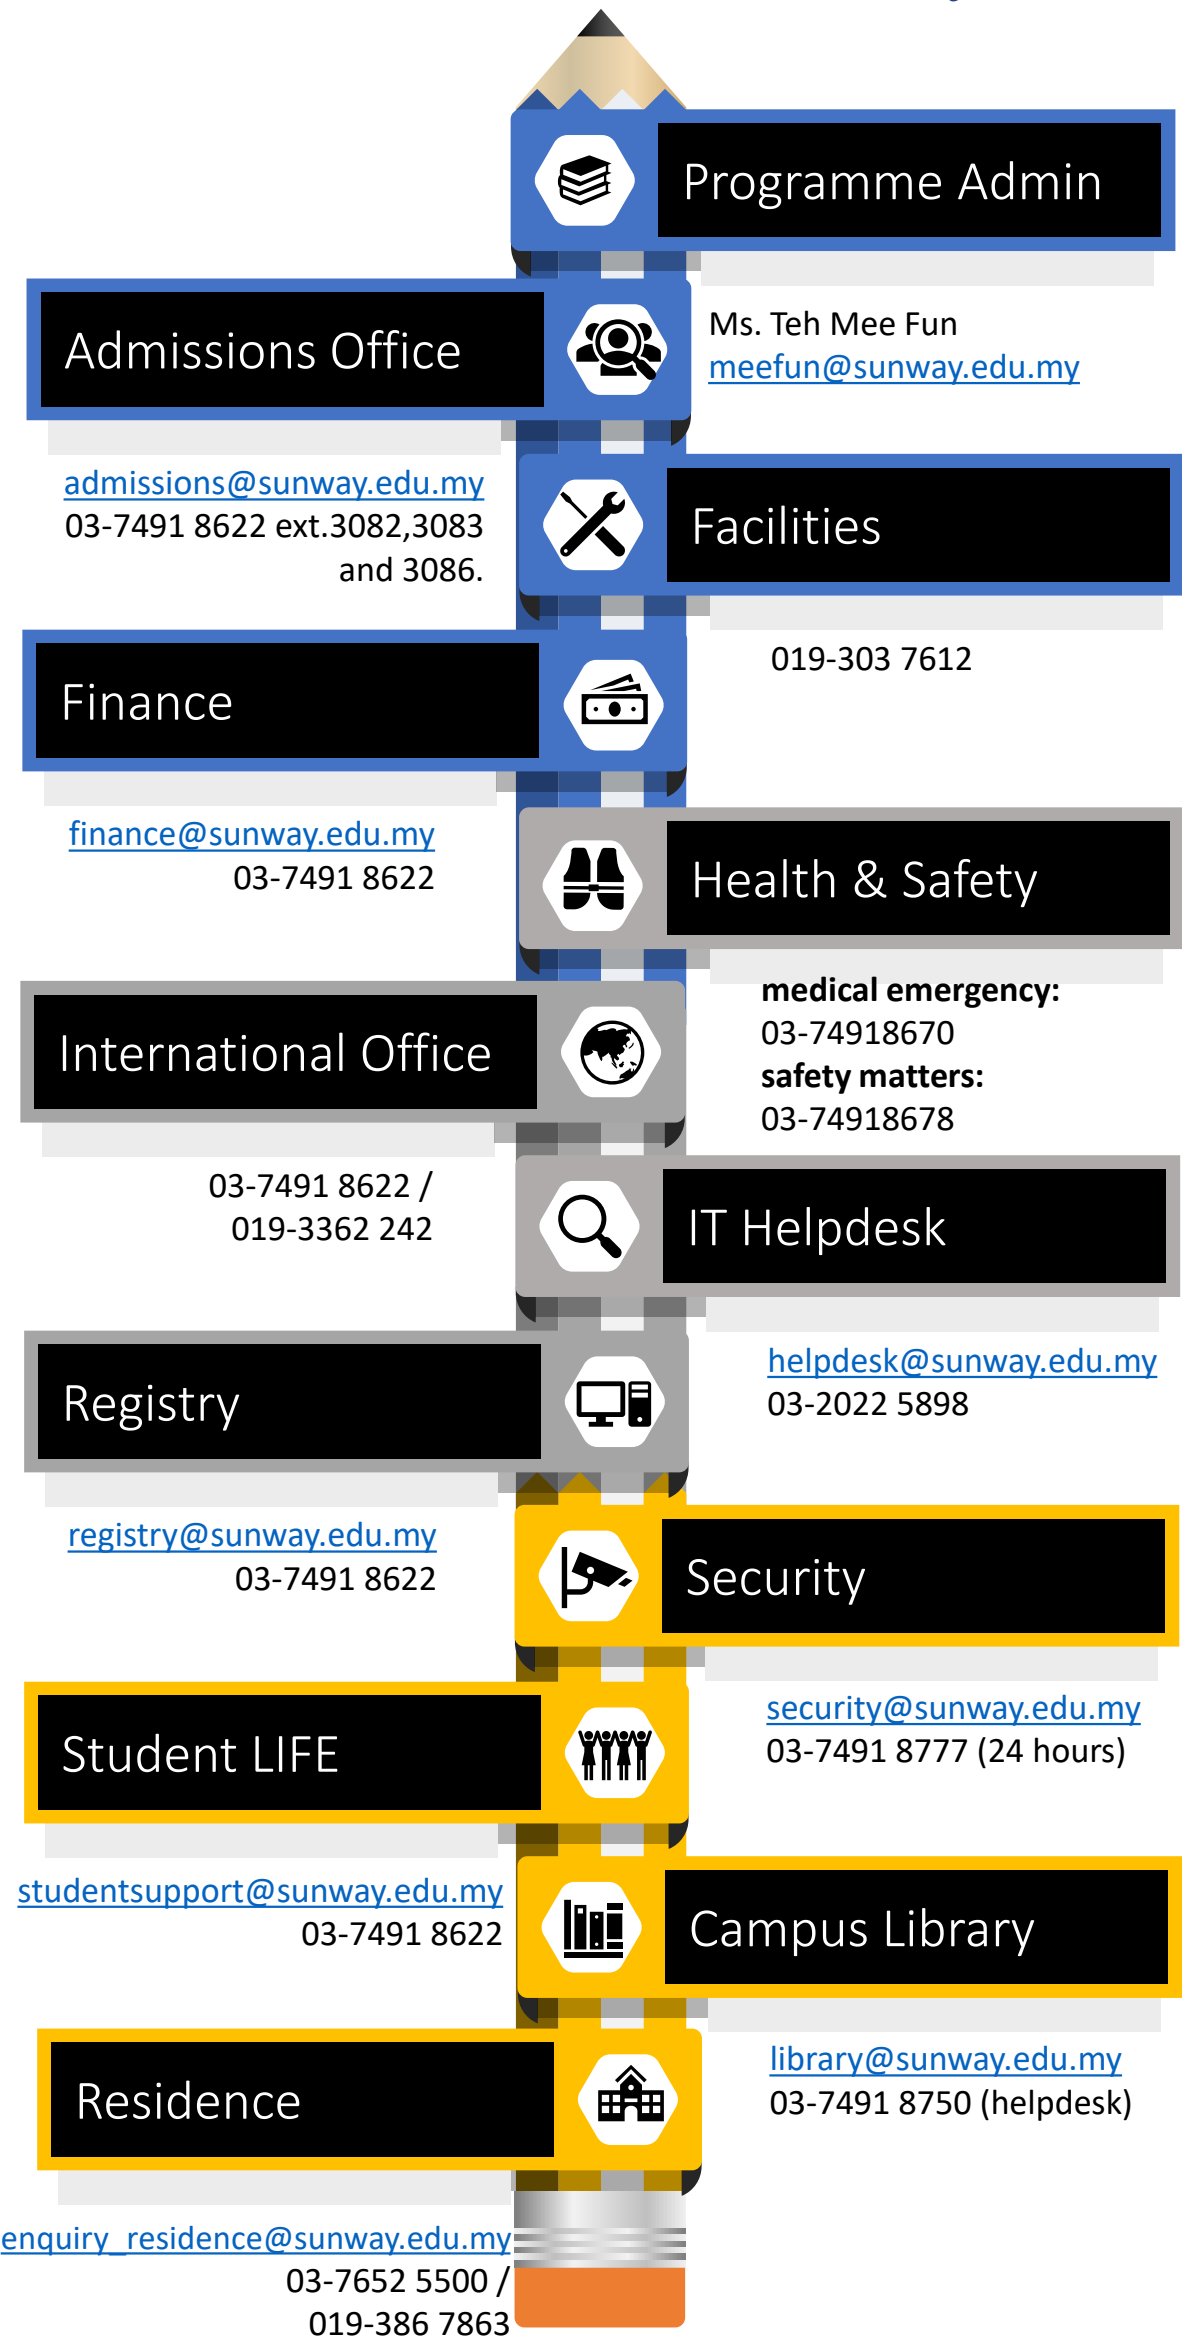 Programme Admin
Ms. Teh Mee Fun
meefun@sunway.edu.my
Admissions Office
admissions@sunway.edu.my
03-7491 8622 ext.3082,3083
and 3086.
Facilities
019-303 7612
Finance
finance@sunway.edu.my
03-7491 8622
Health & Safety
medical emergency:
03-74918670
safety matters:
03-74918678
International Office
03-7491 8622 /
019-3362 242
IT Helpdesk
helpdesk@sunway.edu.my
03-2022 5898
Registry
registry@sunway.edu.my
03-7491 8622
Security
security@sunway.edu.my
03-7491 8777 (24 hours)
Student LIFE
studentsupport@sunway.edu.my
03-7491 8622
Campus Library
library@sunway.edu.my
03-7491 8750 (helpdesk)
Residence
enquiry_residence@sunway.edu.my
03-7652 5500 /
019-386 7863